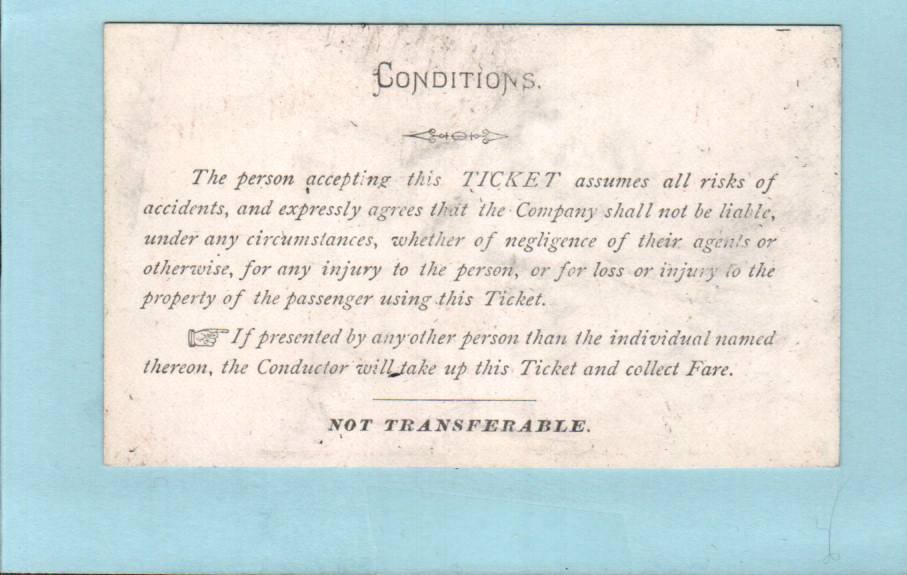 CONDITIONS.
The person accepting this TICKET assumes all risks of
accidents, and expressly agrees that the Company shall not be liable,
under any circumstances, whether of negligence of their agents or
otherwise, for any injury to the person, or for loss or injury to the
property of the passenger using this Ticket.
☞ If presented by any other person than the individual named
thereon, the Conductor will take up this Ticket and collect Fare.
NOT TRANSFERABLE.